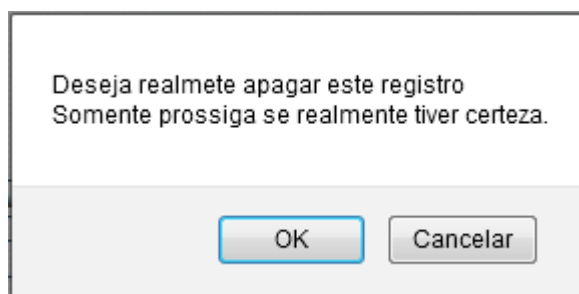 Deseja realmete apagar este registro
Somente prossiga se realmente tiver certeza.
OK
Cancelar